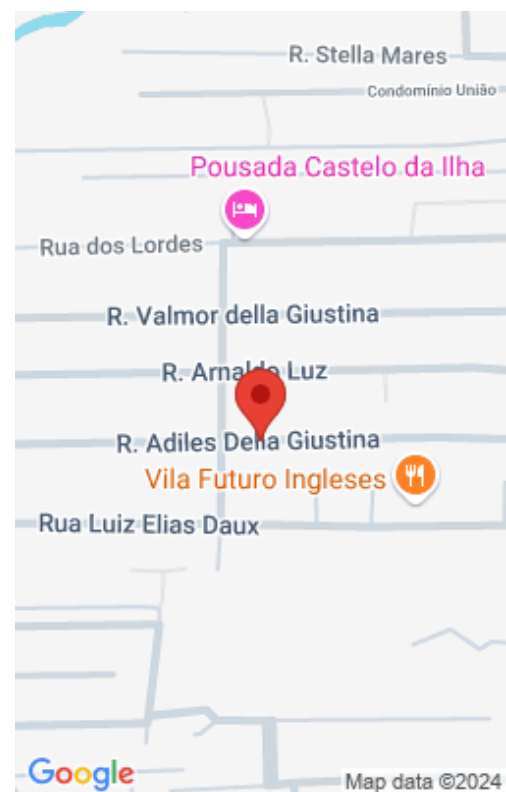 R. Stella Mares
Condomínio União
Pousada Castelo da Ilha
Rua dos Lordes
R. Valmor della Giustina
R. Arnaldo Luz
R. Adiles Della Giustina
Vila Futuro Ingleses
Rua Luiz Elias Daux
Google
Map data ©2024